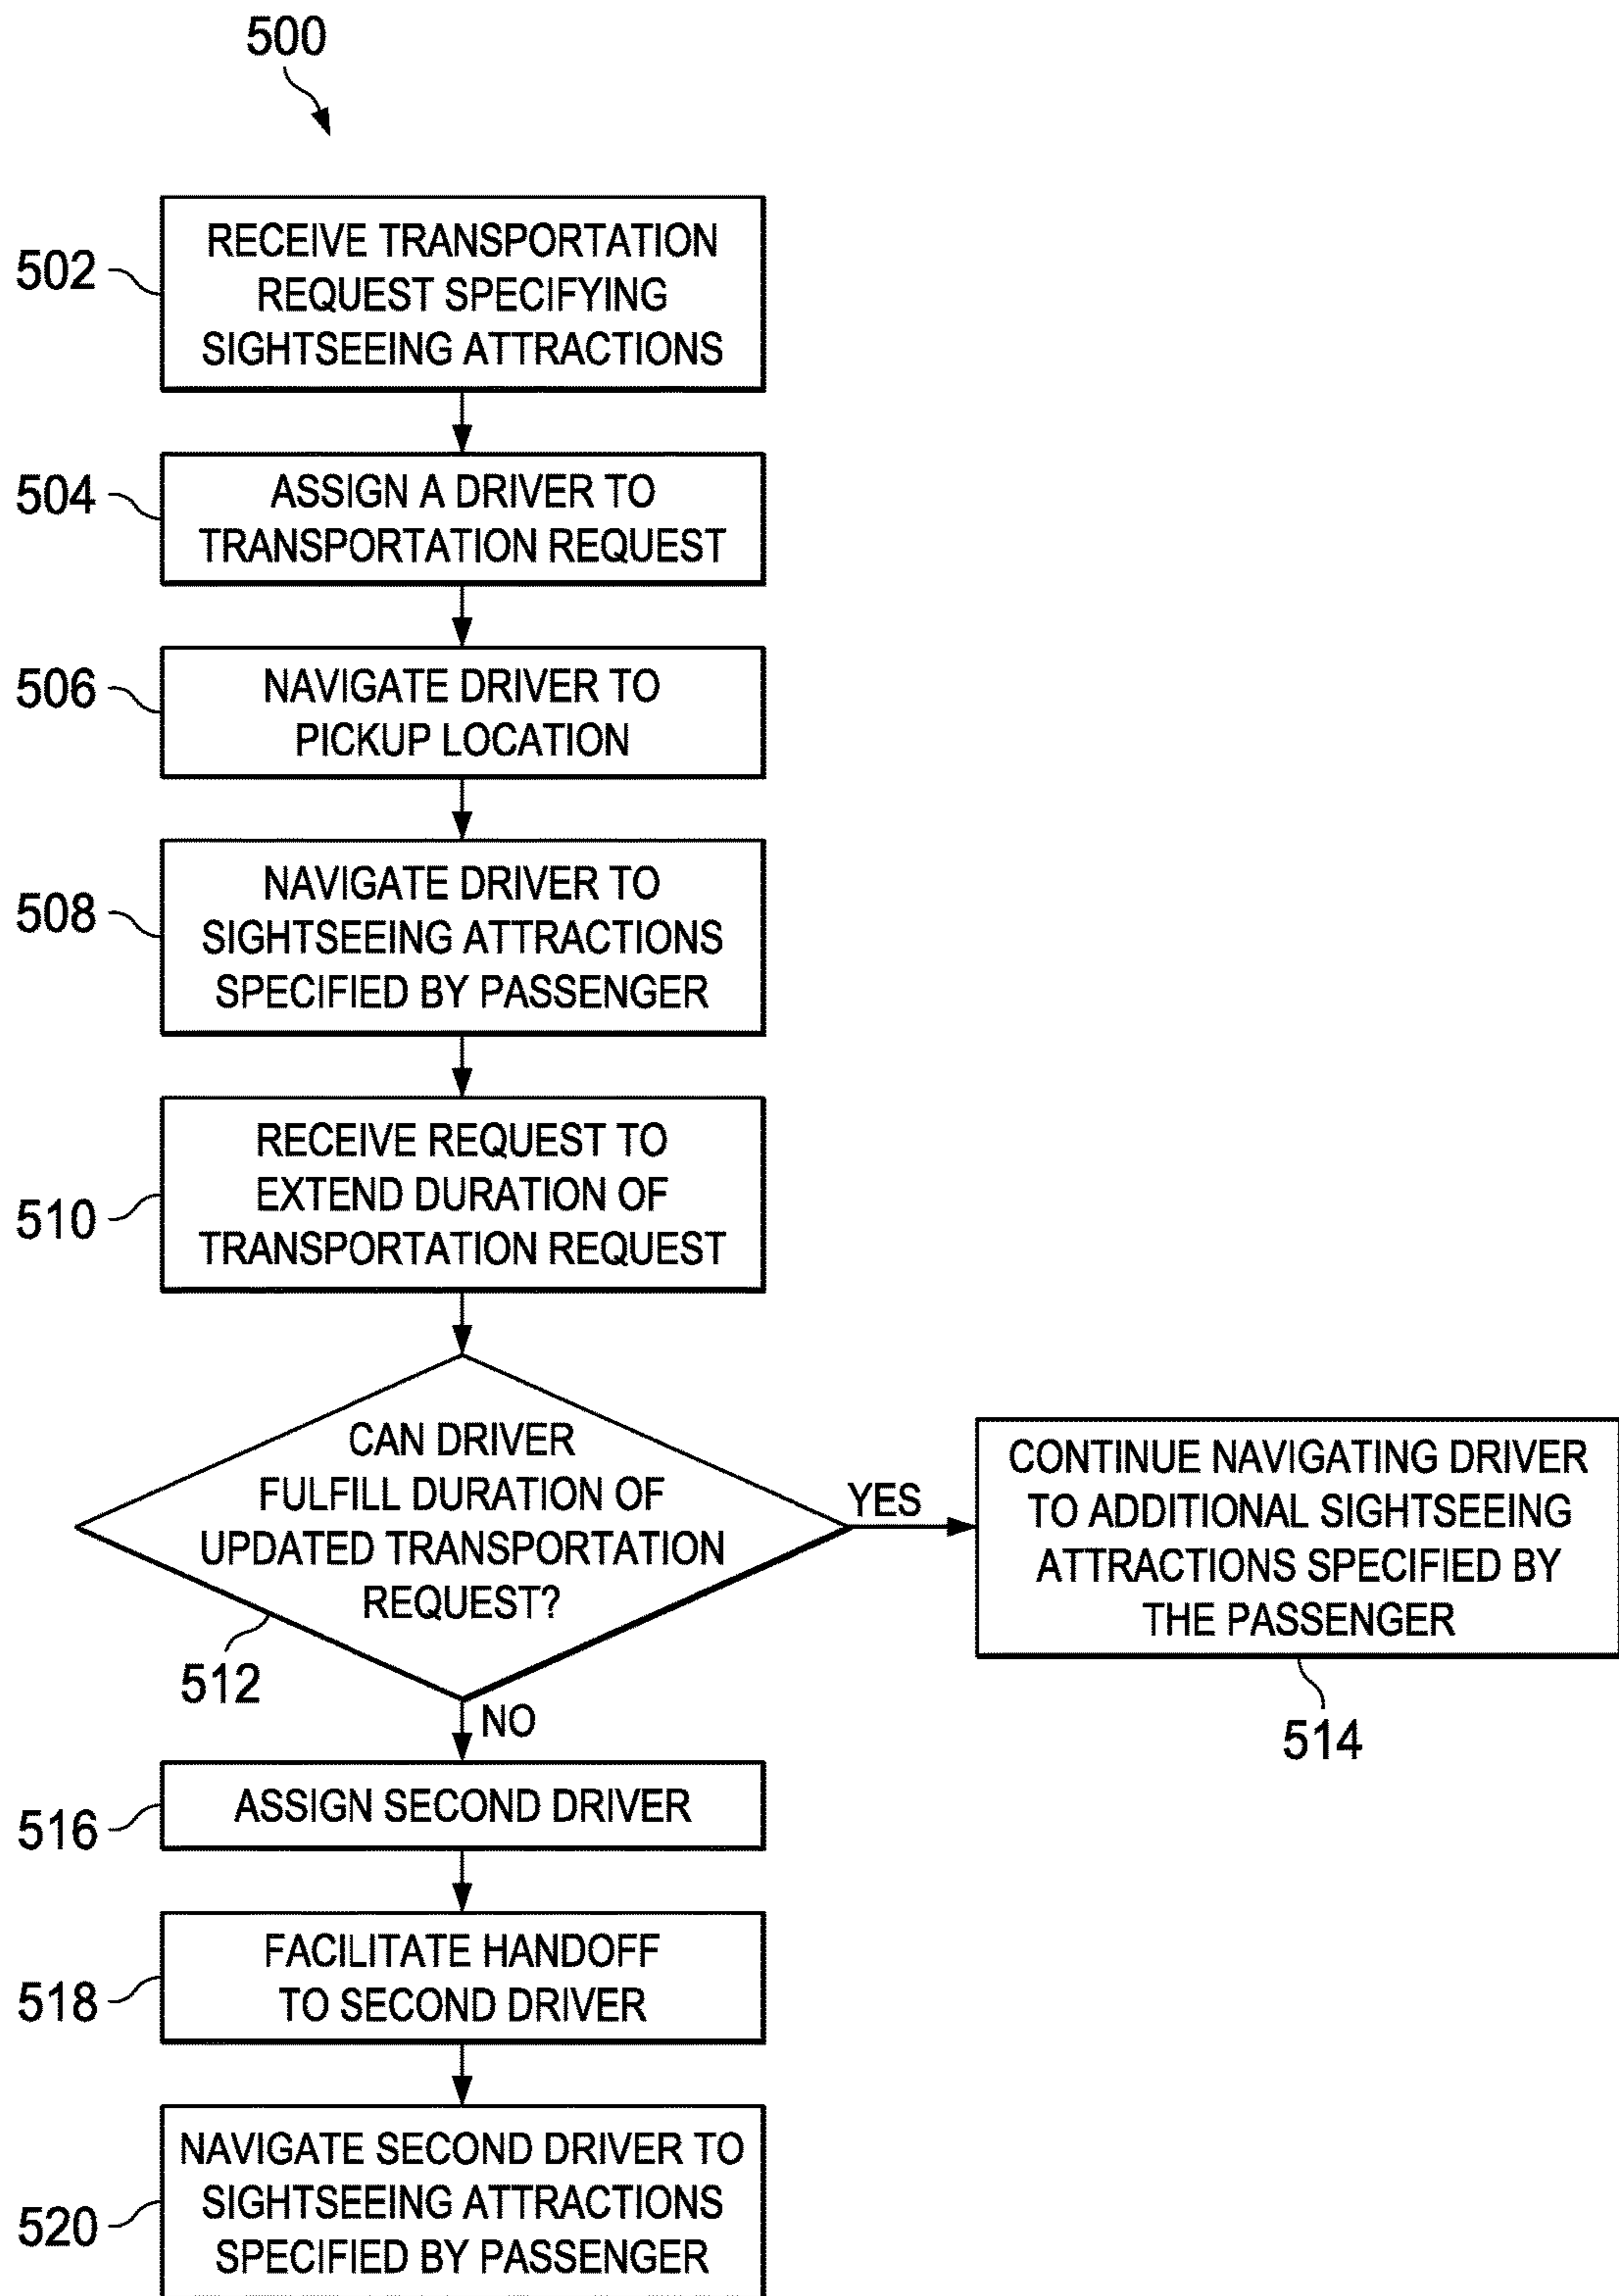 500
502
RECEIVE TRANSPORTATION
REQUEST SPECIFYING
SIGHTSEEING ATTRACTIONS
504
ASSIGN A DRIVER TO
TRANSPORTATION REQUEST
506
NAVIGATE DRIVER TO
PICKUP LOCATION
508
NAVIGATE DRIVER TO
SIGHTSEEING ATTRACTIONS
SPECIFIED BY PASSENGER
510
RECEIVE REQUEST TO
EXTEND DURATION OF
TRANSPORTATION REQUEST
CAN DRIVER
FULFILL DURATION OF
UPDATED TRANSPORTATION
REQUEST?
512
YES
CONTINUE NAVIGATING DRIVER
TO ADDITIONAL SIGHTSEEING
ATTRACTIONS SPECIFIED BY
THE PASSENGER
514
NO
516
ASSIGN SECOND DRIVER
518
FACILITATE HANDOFF
TO SECOND DRIVER
520
NAVIGATE SECOND DRIVER TO
SIGHTSEEING ATTRACTIONS
SPECIFIED BY PASSENGER